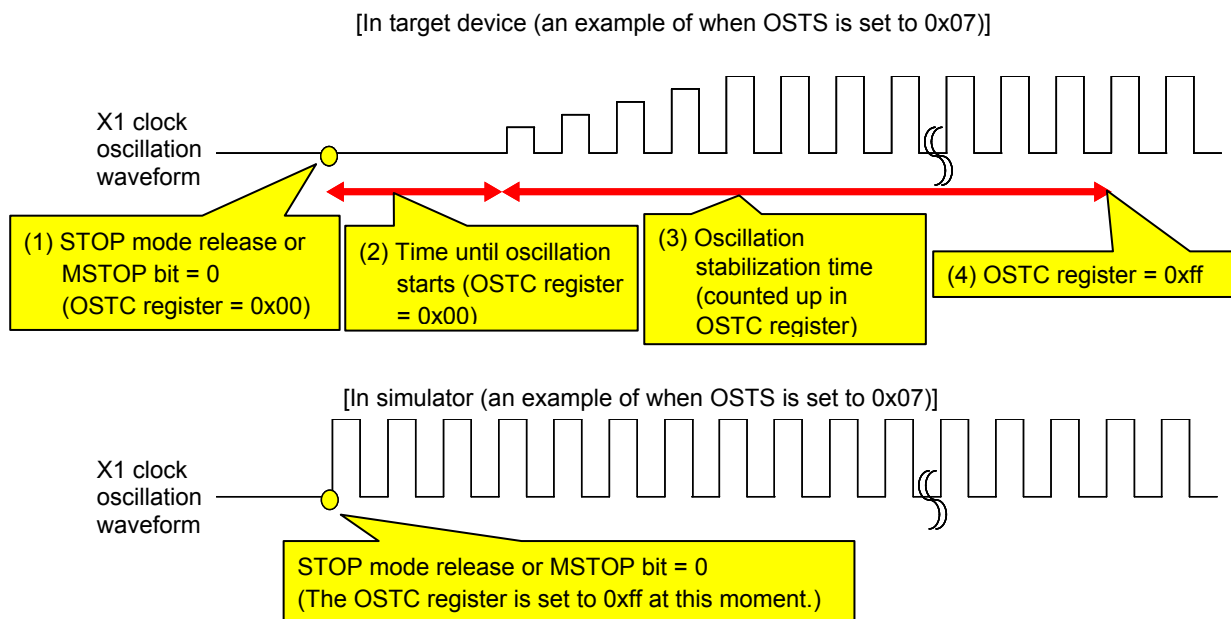 [In target device (an example of when OSTS is set to 0x07)]
X1 clock
oscillation
waveform
(1) STOP mode release or
MSTOP bit = 0
(OSTC register = 0x00)
(2) Time until oscillation
starts (OSTC register
= 0x00)
(3) Oscillation
stabilization time
(counted up in
OSTC register)
(4) OSTC register = 0xff
[In simulator (an example of when OSTS is set to 0x07)]
X1 clock
oscillation
waveform
STOP mode release or MSTOP bit = 0
(The OSTC register is set to 0xff at this moment.)